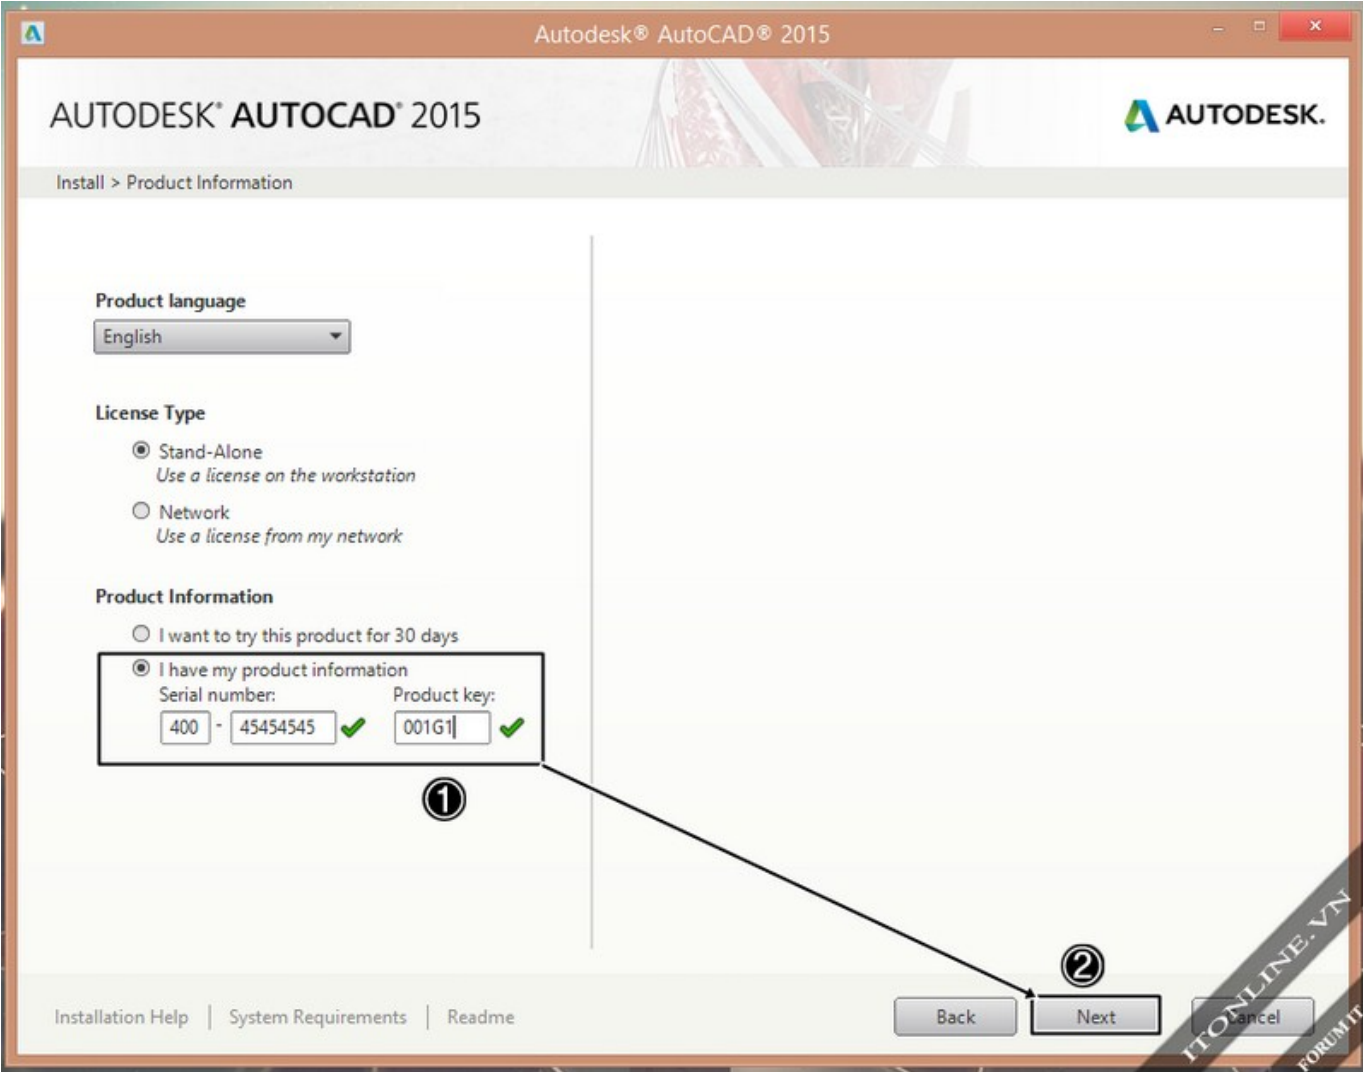 Autodesk® AutoCAD® 2015
AUTODESK® AUTOCAD® 2015
AUTODESK.
Install > Product Information
Product language
English
License Type
Stand-Alone
Use a license on the workstation
Network
Use a license from my network
Product Information
I want to try this product for 30 days
I have my product information
Serial number: Product key:
400 - 45454545 001G1
1
2
Installation Help | System Requirements | Readme
Back Next Cancel
ITONLINE.VN
FORUM IT